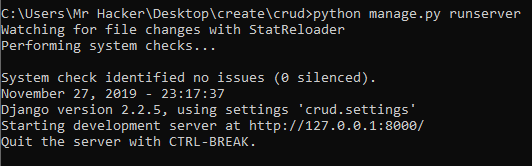 C:\Users\Mr Hacker\Desktop\create\crud>python manage.py runserver
Watching for file changes with StatReloader
Performing system checks...
System check identified no issues (0 silenced).
November 27, 2019 - 23:17:37
Django version 2.2.5, using settings 'crud.settings'
Starting development server at http://127.0.0.1:8000/
Quit the server with CTRL-BREAK.